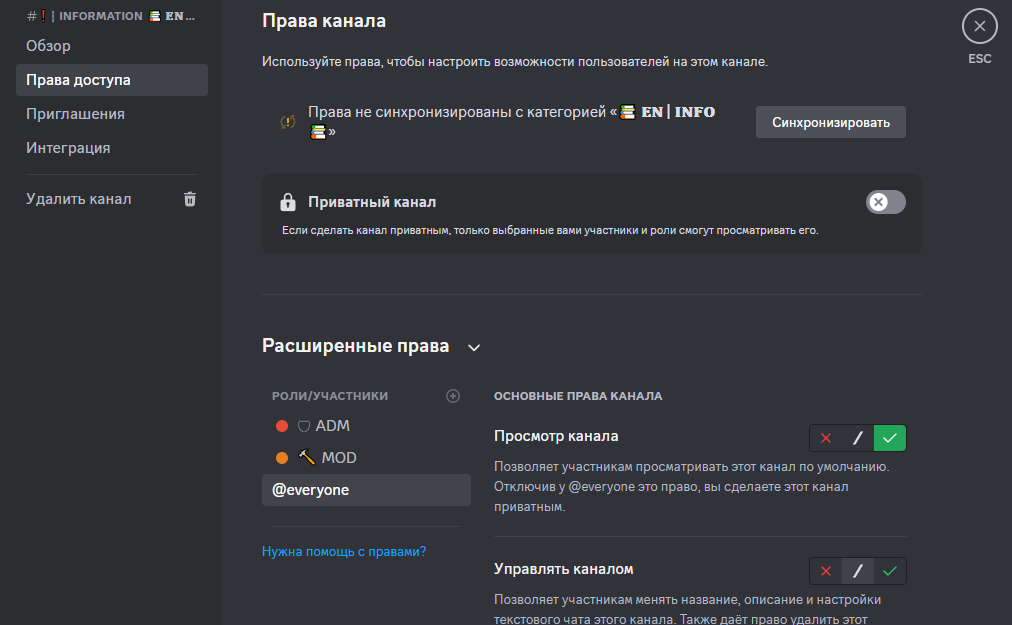 #❗ | INFORMATION 📚 EN...
Обзор
Права доступа
Приглашения
Интеграция
Удалить канал
Права канала
ESC
Используйте права, чтобы настроить возможности пользователей на этом канале.
Права не синхронизированы с категорией «📚 EN | INFO
📚»
Синхронизировать
Приватный канал
Если сделать канал приватным, только выбранные вами участники и роли смогут просматривать его.
Расширенные права
РОЛИ/УЧАСТНИКИ
ADM
MOD
@everyone
Нужна помощь с правами?
ОСНОВНЫЕ ПРАВА КАНАЛА
Просмотр канала
Позволяет участникам просматривать этот канал по умолчанию.
Отключив у @everyone это право, вы сделаете этот канал
приватным.
Управлять каналом
Позволяет участникам менять название, описание и настройки
текстового чата этого канала. Также даёт право удалить этот